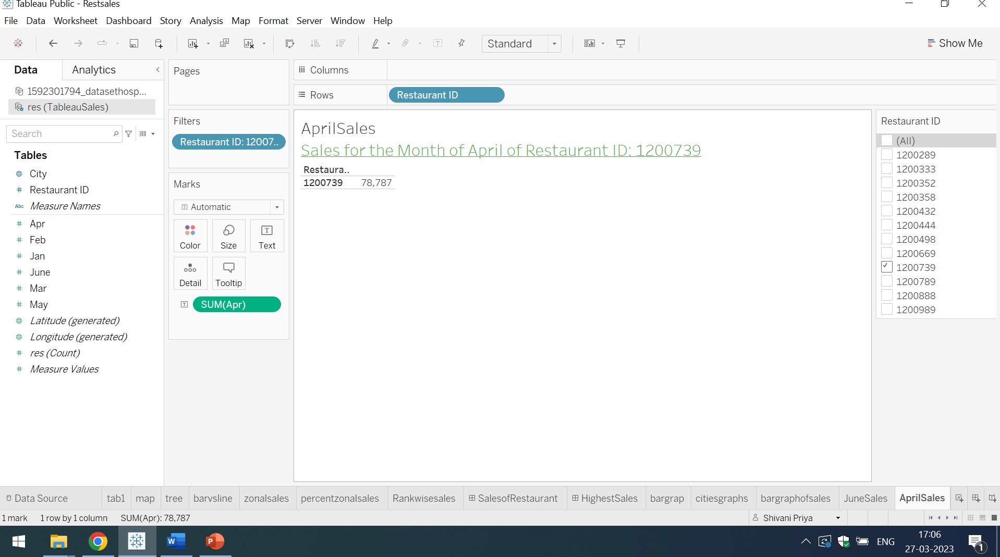 Tableau Public - Restsales
File Data Worksheet Dashboard Story Analysis Map Format Server Window Help
Standard
Show Me
Data Analytics
1592301794_datasethosp...
res (TableauSales)
Search
Tables
City
Restaurant ID
Abc Measure Names
Apr
Feb
Jan
June
Mar
May
Latitude (generated)
Longitude (generated)
res (Count)
Measure Values
Pages
Filters
Restaurant ID: 12007..
Marks
Automatic
Color Size Text
Detail Tooltip
SUM(Apr)
Columns
Rows Restaurant ID
AprilSales
Sales for the Month of April of Restaurant ID: 1200739
Restaura..
1200739 78,787
Restaurant ID
(All)
1200289
1200333
1200352
1200358
1200432
1200444
1200498
1200669
1200739
1200789
1200888
1200989
Data Source tab1 map tree barvsline zonalsales percentzonalsales Rankwisesales SalesofRestaurant HighestSales bargrap citiesgraphs bargraphofsales JuneSales AprilSales
1 mark 1 row by 1 column SUM(Apr): 78,787 Shivani Priya
ENG
17:06
27-03-2023
1